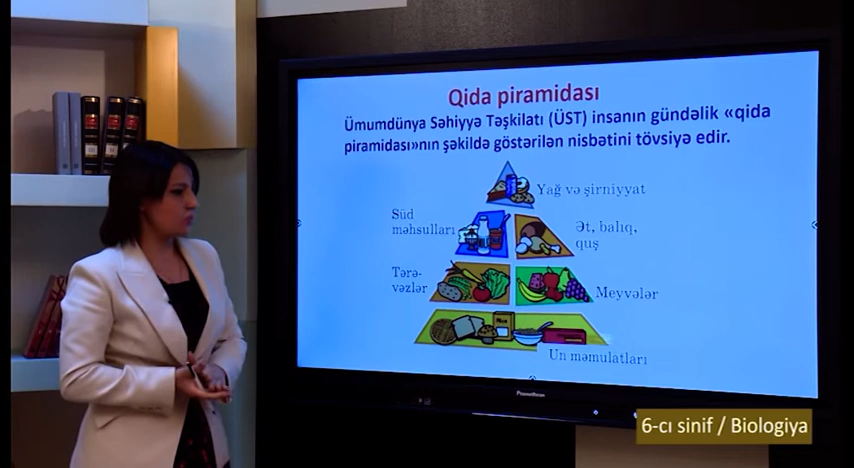 Qida piramidası
Ümumdünya Səhiyyə Təşkilatı (ÜST) insanın gündəlik «qida
piramidası»nın şəkildə göstərilən nisbətini tövsiyə edir.
Yağ və şirniyyat
Süd
məhsulları
Ət, balıq,
quş
Tərə-
vəzlər
Meyvələr
Un məmulatları
Promethean
6-cı sinif / Biologiya